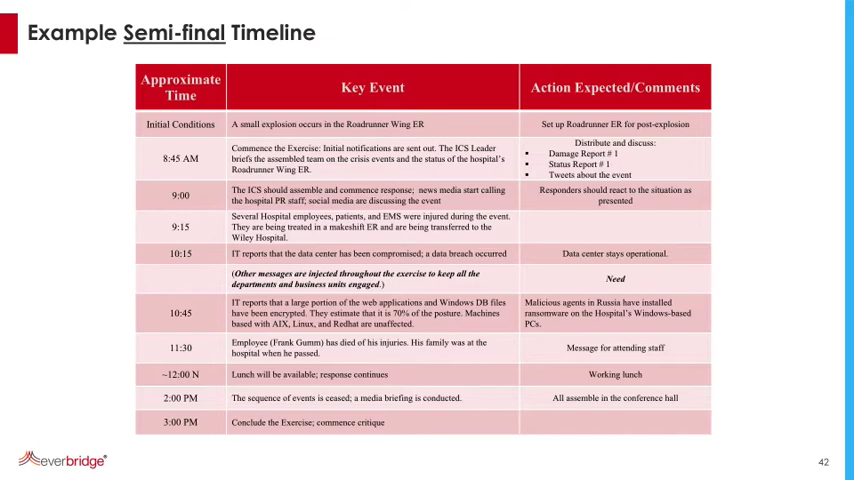 Example Semi-final Timeline
Approximate
Time
Key Event
Action Expected/Comments
Initial Conditions
A small explosion occurs in the Roadrunner Wing ER
Set up Roadrunner ER for post-explosion
8:45 AM
Commence the Exercise: Initial notifications are sent out. The ICS Leader
briefs the assembled team on the crisis events and the status of the hospital's
Roadrunner Wing ER.
Distribute and discuss:
▪ Damage Report # 1
▪ Status Report # 1
▪ Tweets about the event
9:00
The ICS should assemble and commence response; news media start calling
the hospital PR staff; social media are discussing the event
Responders should react to the situation as
presented
9:15
Several Hospital employees, patients, and EMS were injured during the event.
They are being treated in a makeshift ER and are being transferred to the
Wiley Hospital.
10:15
IT reports that the data center has been compromised; a data breach occurred
Data center stays operational.
(Other messages are injected throughout the exercise to keep all the
departments and business units engaged.)
Need
10:45
IT reports that a large portion of the web applications and Windows DB files
have been encrypted. They estimate that it is 70% of the posture. Machines
based with AIX, Linux, and Redhat are unaffected.
Malicious agents in Russia have installed
ransomware on the Hospital's Windows-based
PCs.
11:30
Employee (Frank Gumm) has died of his injuries. His family was at the
hospital when he passed.
Message for attending staff
~12:00 N
Lunch will be available; response continues
Working lunch
2:00 PM
The sequence of events is ceased; a media briefing is conducted.
All assemble in the conference hall
3:00 PM
Conclude the Exercise; commence critique
everbridge®
42